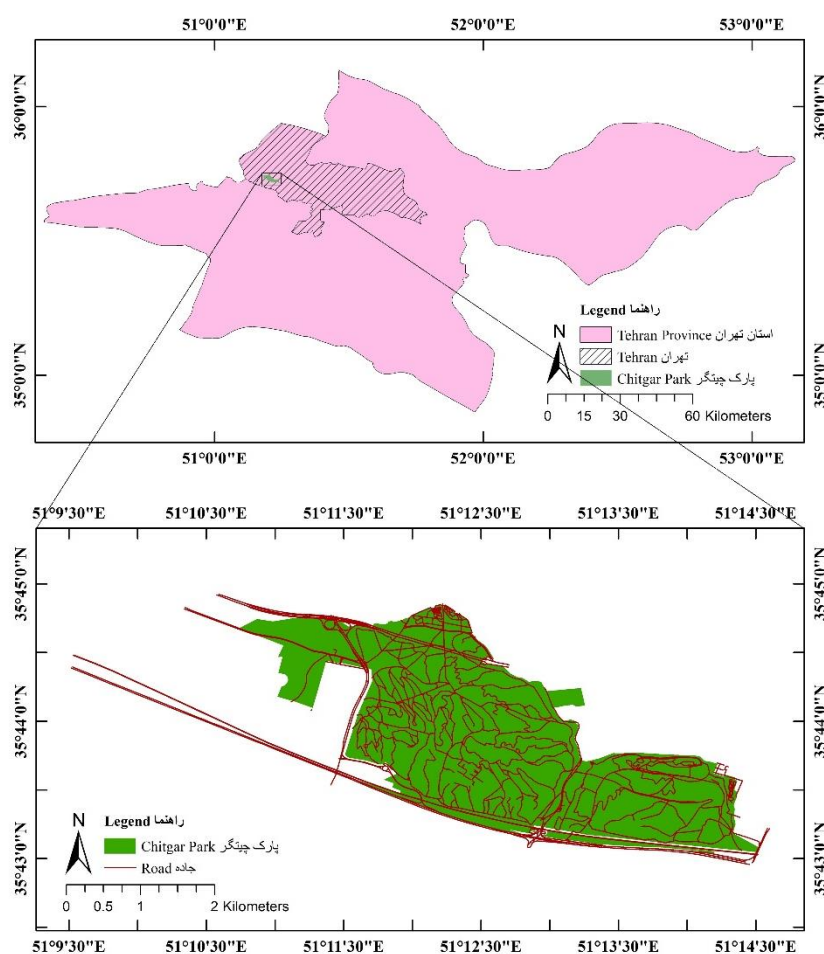 51°0'0"E 52°0'0"E 53°0'0"E
36°0'0"N 36°0'0"N
35°0'0"N 35°0'0"N
Legend راهنما
Tehran Province استان تهران
Tehran تهران
Chitgar Park پارک چیتگر
N
0 15 30 60 Kilometers
51°0'0"E 52°0'0"E 53°0'0"E
51°9'30"E 51°10'30"E 51°11'30"E 51°12'30"E 51°13'30"E 51°14'30"E
35°45'0"N 35°45'0"N
35°44'0"N 35°44'0"N
35°43'0"N 35°43'0"N
N
Legend راهنما
Chitgar Park پارک چیتگر
Road جاده
0 0.5 1 2 Kilometers
51°9'30"E 51°10'30"E 51°11'30"E 51°12'30"E 51°13'30"E 51°14'30"E